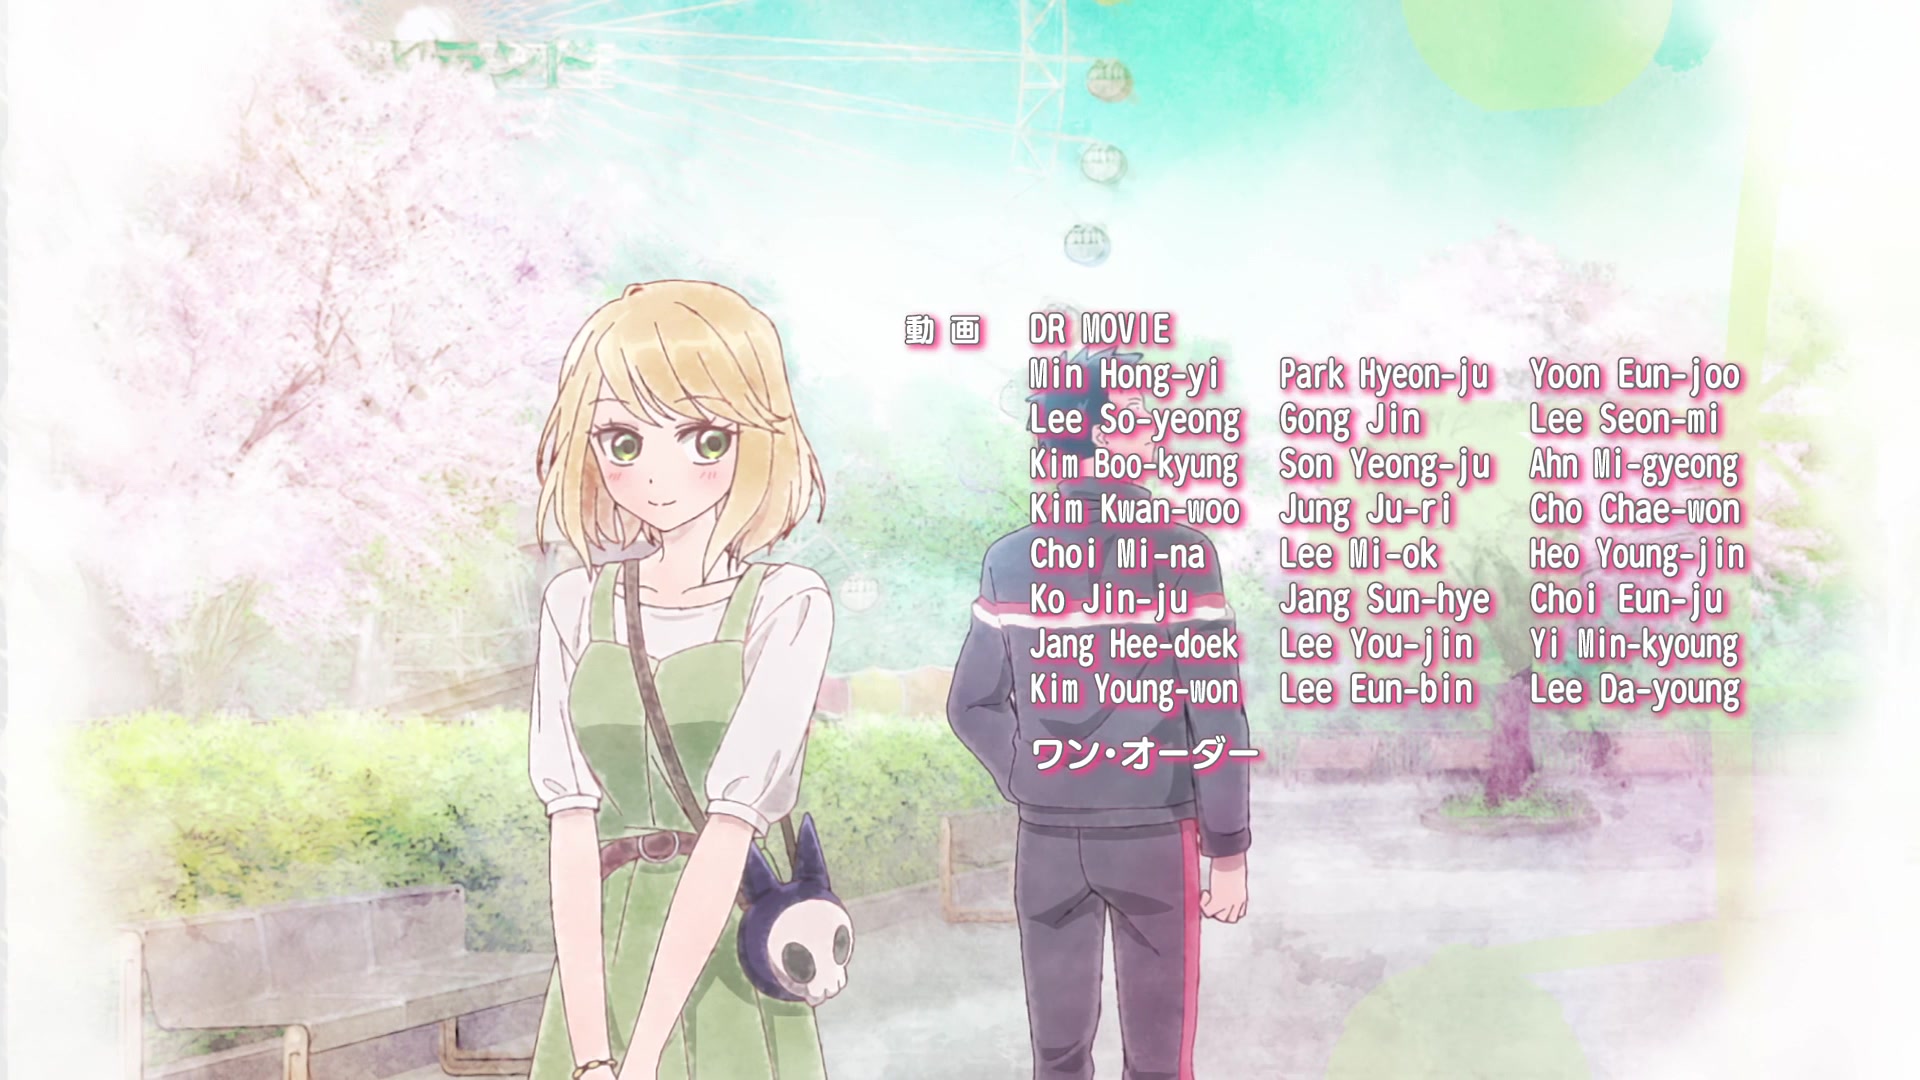 動画 DR MOVIE
Min Hong-yi Park Hyeon-ju Yoon Eun-joo
Lee So-yeong Gong Jin Lee Seon-mi
Kim Boo-kyung Son Yeong-ju Ahn Mi-gyeong
Kim Kwan-woo Jung Ju-ri Cho Chae-won
Choi Mi-na Lee Mi-ok Heo Young-jin
Ko Jin-ju Jang Sun-hye Choi Eun-ju
Jang Hee-doek Lee You-jin Yi Min-kyoung
Kim Young-won Lee Eun-bin Lee Da-young
ワン・オーダー